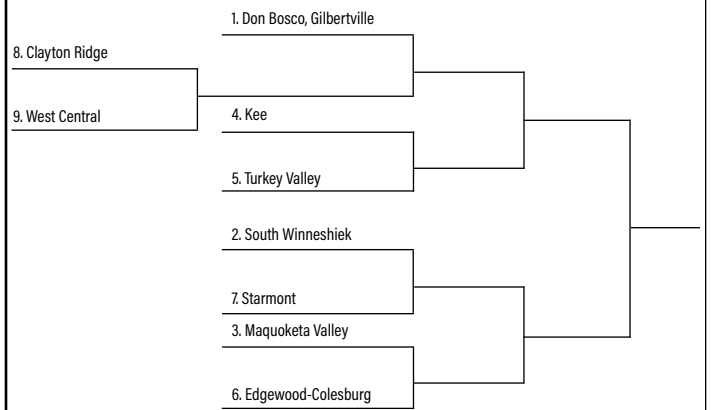 1. Don Bosco, Gilbertville
8. Clayton Ridge
9. West Central
4. Kee
5. Turkey Valley
2. South Winneshiek
7. Starmont
3. Maquoketa Valley
6. Edgewood-Colesburg